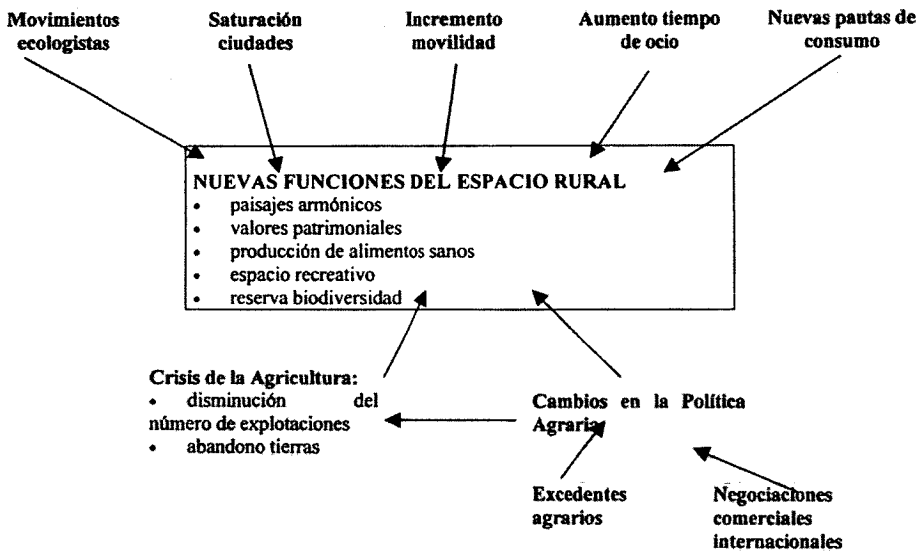 Movimientos ecologistas
Saturación ciudades
Incremento movilidad
Aumento tiempo de ocio
Nuevas pautas de consumo
NUEVAS FUNCIONES DEL ESPACIO RURAL
• paisajes armónicos
• valores patrimoniales
• producción de alimentos sanos
• espacio recreativo
• reserva biodiversidad
Crisis de la Agricultura:
• disminución del
número de explotaciones
• abandono tierras
Cambios en la Política
Agraria
Excedentes
agrarios
Negociaciones
comerciales
internacionales